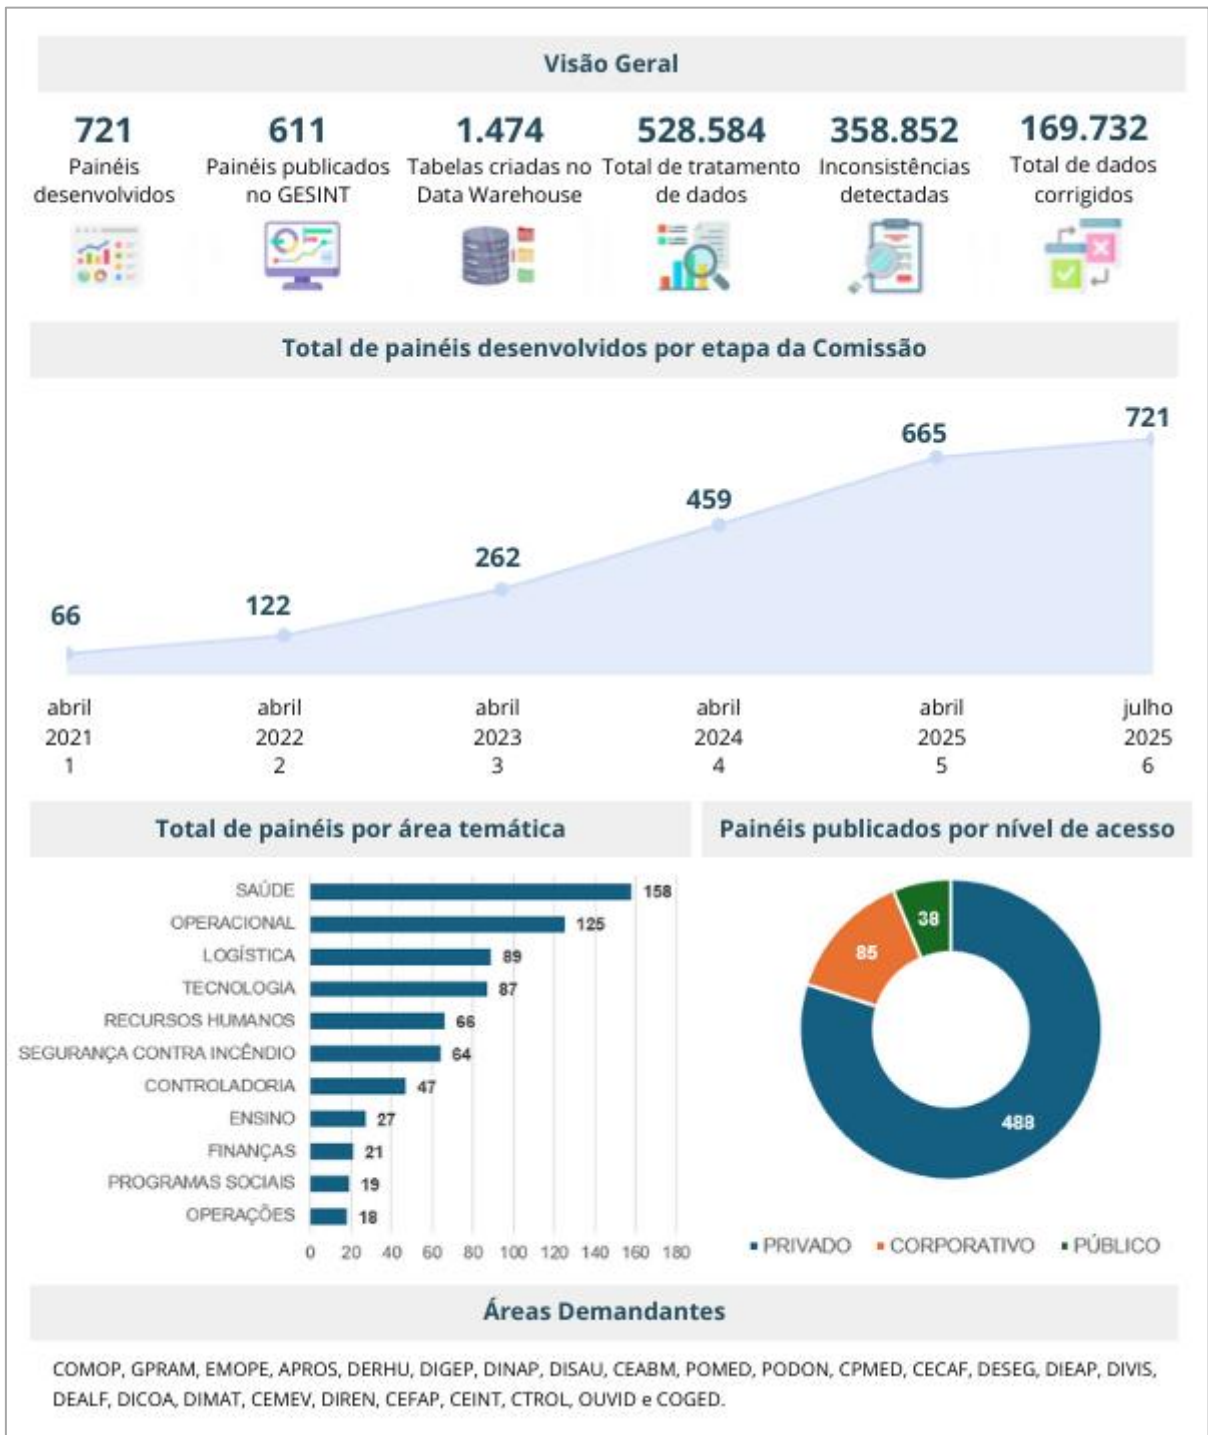 Visão Geral
721
Painéis
desenvolvidos
611
Painéis publicados
no GESINT
1.474
Tabelas criadas no
Data Warehouse
528.584
Total de tratamento
de dados
358.852
Inconsistências
detectadas
169.732
Total de dados
corrigidos
Total de painéis desenvolvidos por etapa da Comissão
66
122
262
459
665
721
abril
2021
1
abril
2022
2
abril
2023
3
abril
2024
4
abril
2025
5
julho
2025
6
Total de painéis por área temática
SAÚDE 158
OPERACIONAL 125
LOGÍSTICA 89
TECNOLOGIA 87
RECURSOS HUMANOS 66
SEGURANÇA CONTRA INCÊNDIO 64
CONTROLADORIA 47
ENSINO 27
FINANÇAS 21
PROGRAMAS SOCIAIS 19
OPERAÇÕES 18
0 20 40 60 80 100 120 140 160 180
Painéis publicados por nível de acesso
38
85
488
PRIVADO CORPORATIVO PÚBLICO
Áreas Demandantes
COMOP, GPRAM, EMOPE, APROS, DERHU, DIGEP, DINAP, DISAU, CEABM, POMED, PODON, CPMED, CECAF, DESEG, DIEAP, DIVIS,
DEALF, DICOA, DIMAT, CEMEV, DIREN, CEFAP, CEINT, CTROL, OUVID e COGED.